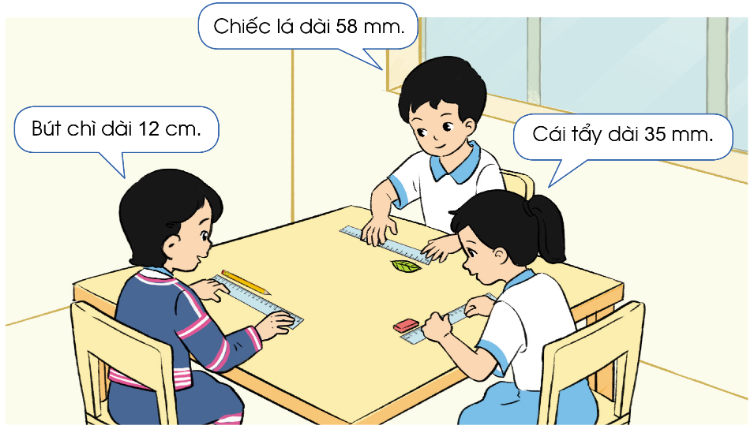 Chiếc lá dài 58 mm.
Bút chì dài 12 cm.
Cái tẩy dài 35 mm.